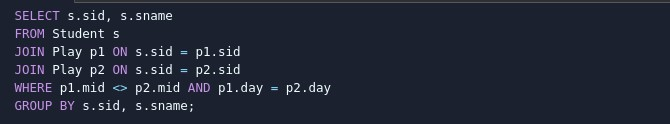 SELECT s.sid, s.sname
FROM Student s
JOIN Play p1 ON s.sid = p1.sid
JOIN Play p2 ON s.sid = p2.sid
WHERE p1.mid <> p2.mid AND p1.day = p2.day
GROUP BY s.sid, s.sname;